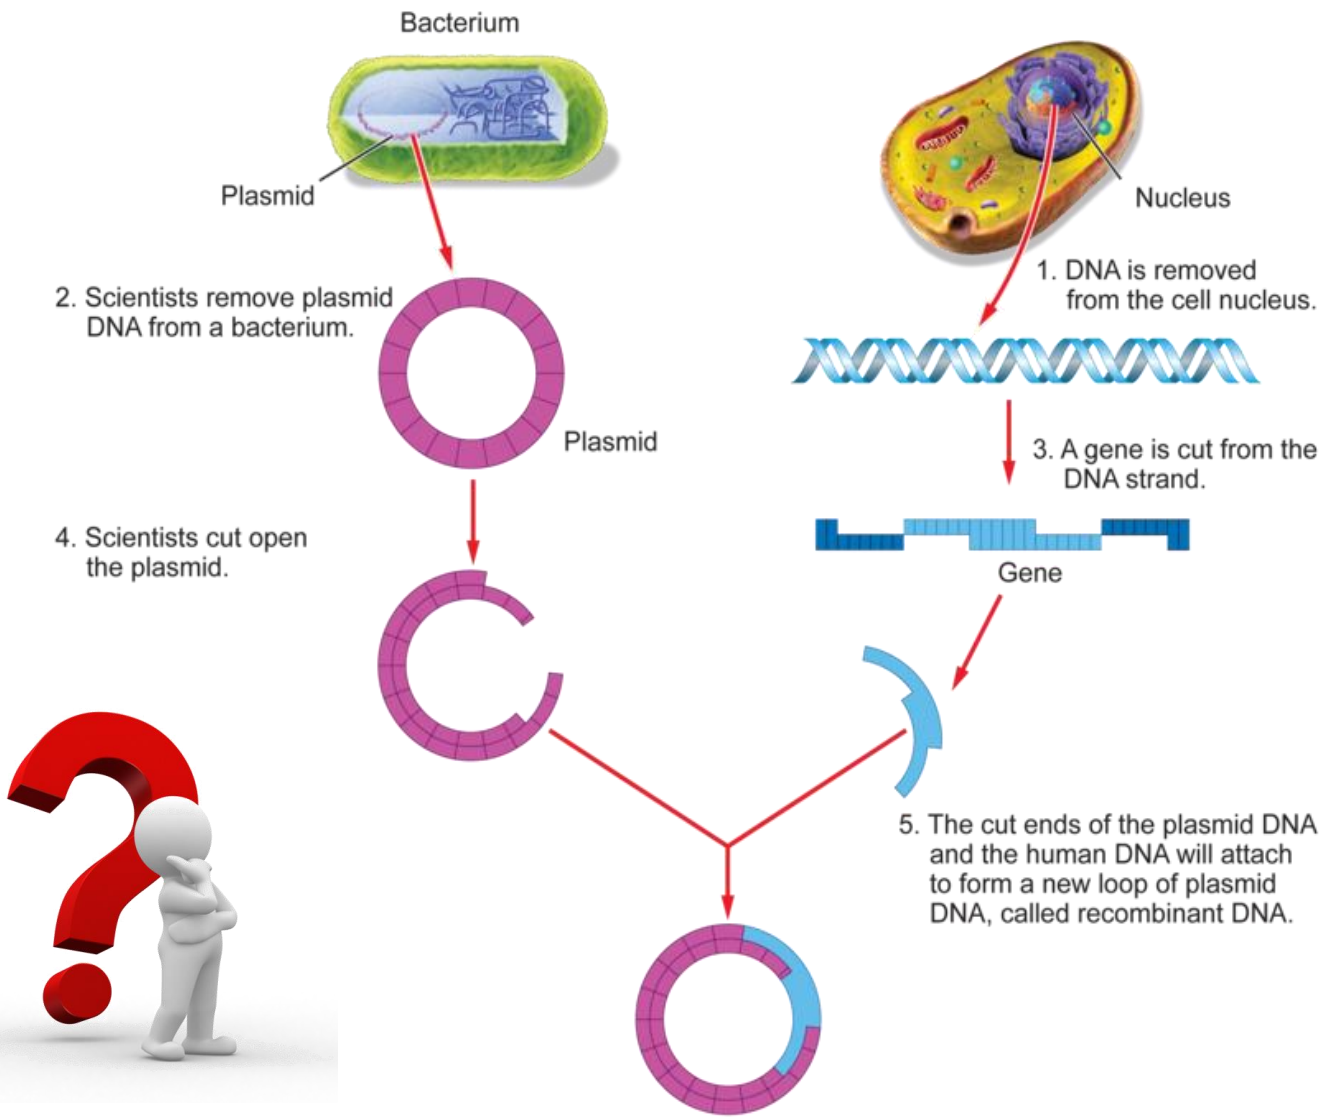 Bacterium
Plasmid
Nucleus
1. DNA is removed
from the cell nucleus.
2. Scientists remove plasmid
DNA from a bacterium.
Plasmid
3. A gene is cut from the
DNA strand.
4. Scientists cut open
the plasmid.
Gene
5. The cut ends of the plasmid DNA
and the human DNA will attach
to form a new loop of plasmid
DNA, called recombinant DNA.